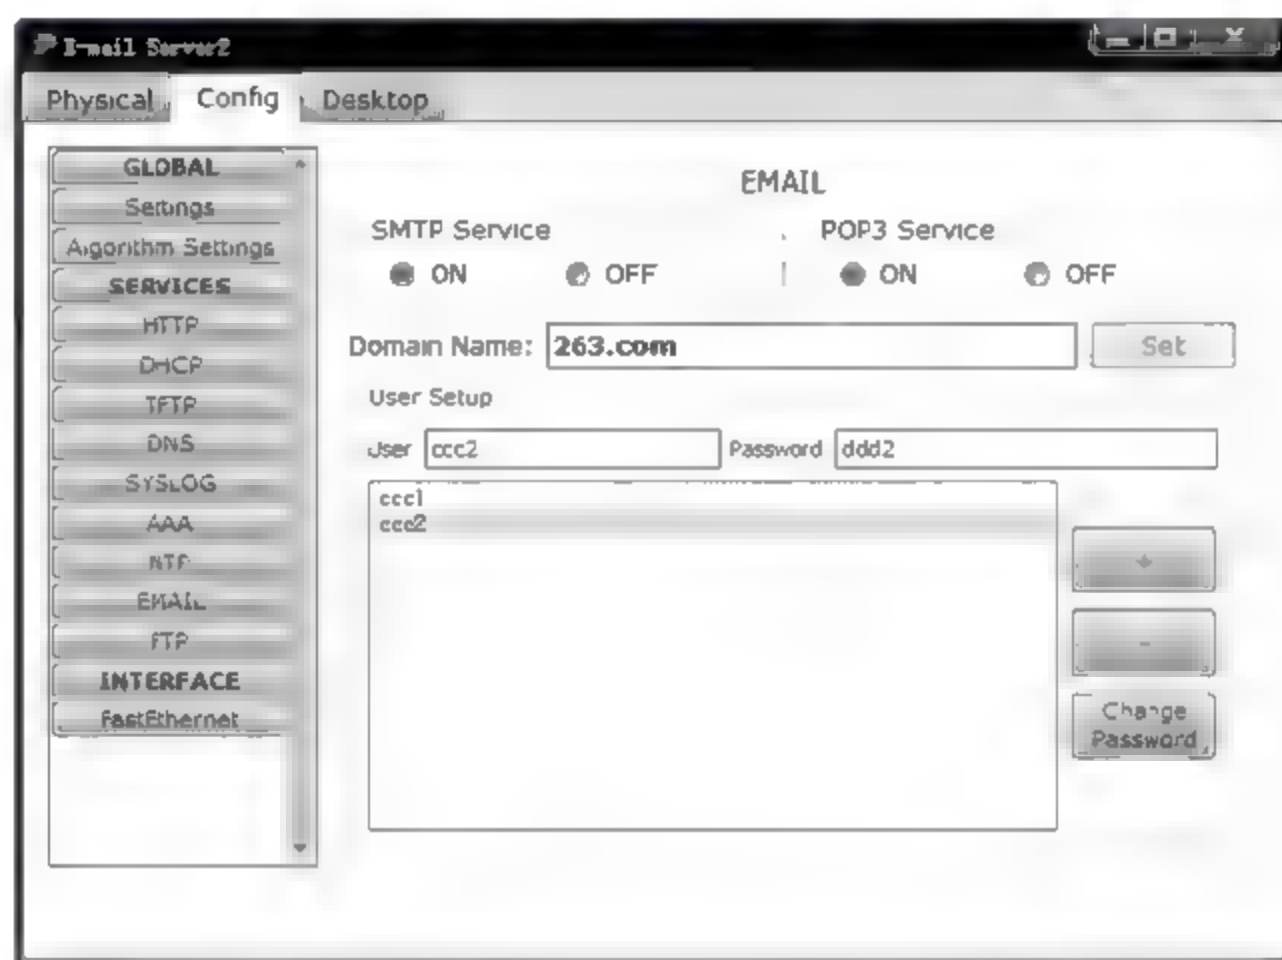 E-mail Server2
Physical Config Desktop
GLOBAL
Settings
Algorithm Settings
SERVICES
HTTP
DHCP
TFTP
DNS
SYSLOG
AAA
NTP
EMAIL
FTP
INTERFACE
FastEthernet
EMAIL
SMTP Service POP3 Service
ON OFF ON OFF
Domain Name: 263.com Set
User Setup
User ccc2 Password ddd2
ccc1
ccc2
+
-
Change
Password